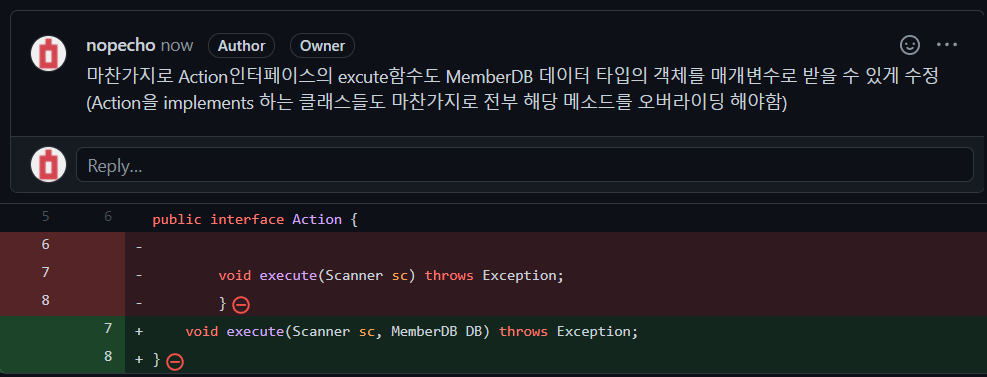 nopecho now Author Owner
마찬가지로 Action인터페이스의 excute함수도 MemberDB 데이터 타입의 객체를 매개변수로 받을 수 있게 수정
(Action을 implements 하는 클래스들도 마찬가지로 전부 해당 메소드를 오버라이딩 해야함)
Reply...
5 6 public interface Action {
6 -
7 - void execute(Scanner sc) throws Exception;
8 - }
7 + void execute(Scanner sc, MemberDB DB) throws Exception;
8 + }